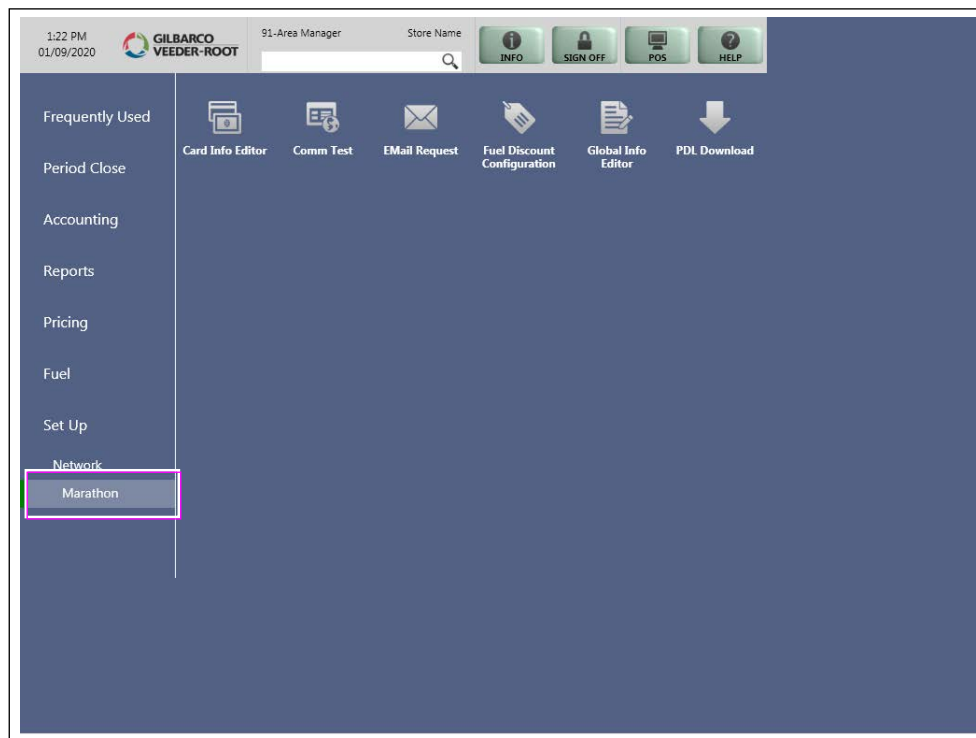 1:22 PM
01/09/2020
GILBARCO
VEEDER-ROOT
91-Area Manager
Store Name
INFO
SIGN OFF
POS
HELP
Frequently Used
Period Close
Accounting
Reports
Pricing
Fuel
Set Up
Network
Marathon
Card Info Editor
Comm Test
EMail Request
Fuel Discount
Configuration
Global Info
Editor
PDL Download